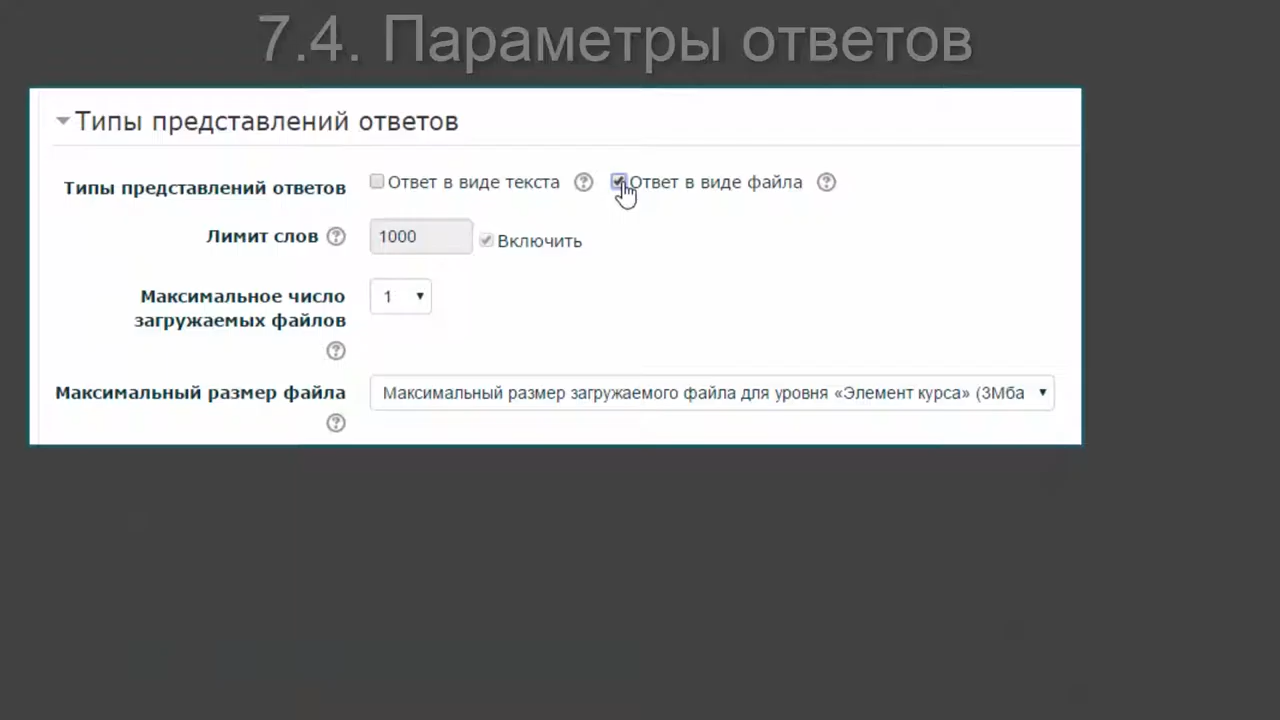 7.4. Параметры ответов
Типы представлений ответов
Типы представлений ответов Ответ в виде текста Ответ в виде файла
Лимит слов 1000 Включить
Максимальное число загружаемых файлов 1
Максимальный размер файла Максимальный размер загружаемого файла для уровня «Элемент курса» (3Мба